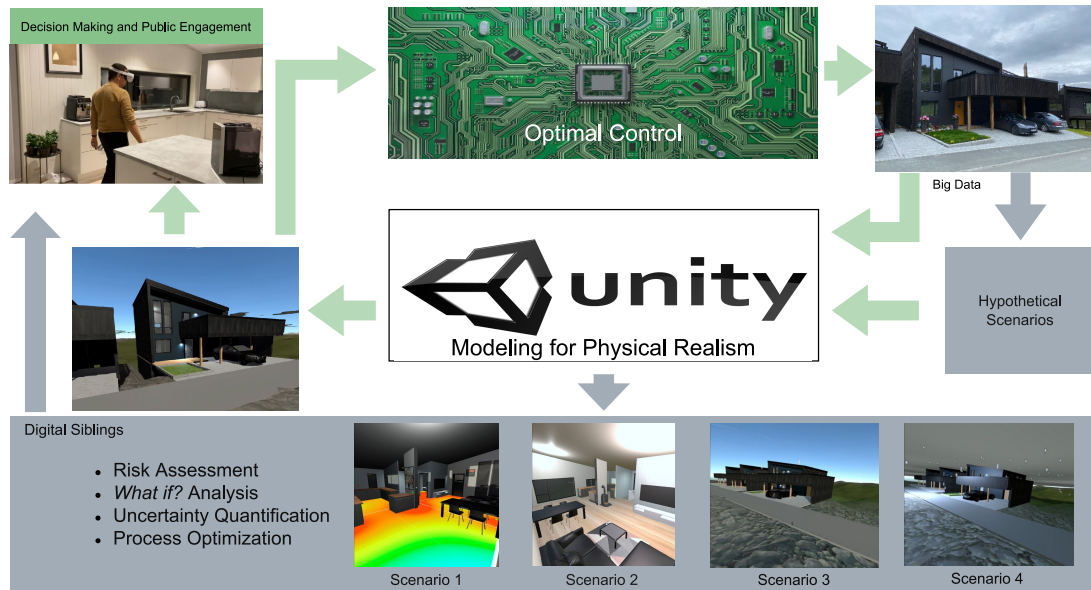 Decision Making and Public Engagement
Optimal Control
Big Data
unity
Modeling for Physical Realism
Hypothetical
Scenarios
Digital Siblings
• Risk Assessment
• What if? Analysis
• Uncertainty Quantification
• Process Optimization
Scenario 1
Scenario 2
Scenario 3
Scenario 4